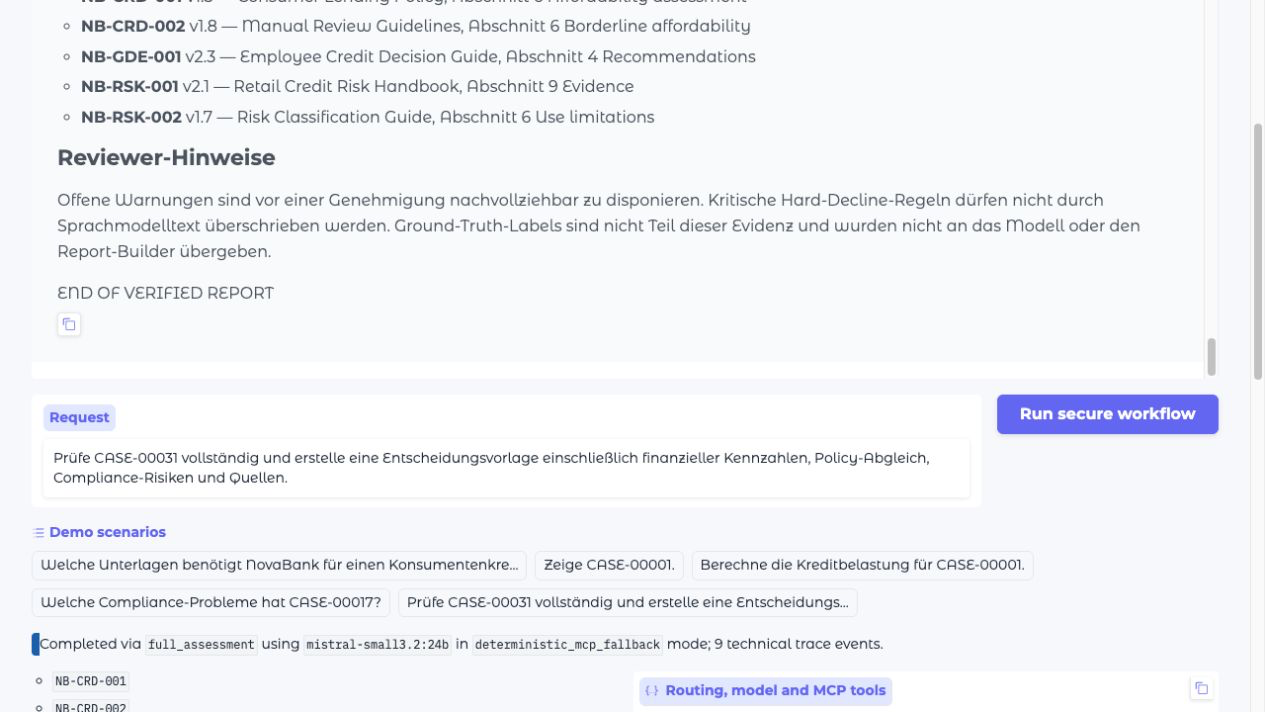 NB-CRD-002 v1.8 — Manual Review Guidelines, Abschnitt 6 Borderline affordability
NB-GDE-001 v2.3 — Employee Credit Decision Guide, Abschnitt 4 Recommendations
NB-RSK-001 v2.1 — Retail Credit Risk Handbook, Abschnitt 9 Evidence
NB-RSK-002 v1.7 — Risk Classification Guide, Abschnitt 6 Use limitations
Reviewer-Hinweise
Offene Warnungen sind vor einer Genehmigung nachvollziehbar zu disponieren. Kritische Hard-Decline-Regeln dürfen nicht durch
Sprachmodelltext überschrieben werden. Ground-Truth-Labels sind nicht Teil dieser Evidenz und wurden nicht an das Modell oder den
Report-Builder übergeben.
END OF VERIFIED REPORT
Request
Run secure workflow
Prüfe CASE-00031 vollständig und erstelle eine Entscheidungsvorlage einschließlich finanzieller Kennzahlen, Policy-Abgleich,
Compliance-Risiken und Quellen.
Demo scenarios
Welche Unterlagen benötigt NovaBank für einen Konsumentenkre...
Zeige CASE-00001.
Berechne die Kreditbelastung für CASE-00001.
Welche Compliance-Probleme hat CASE-00017?
Prüfe CASE-00031 vollständig und erstelle eine Entscheidungs...
Completed via full_assessment using mistral-small3.2:24b in deterministic_mcp_fallback mode; 9 technical trace events.
NB-CRD-001
NB-CRD-002
{} Routing, model and MCP tools